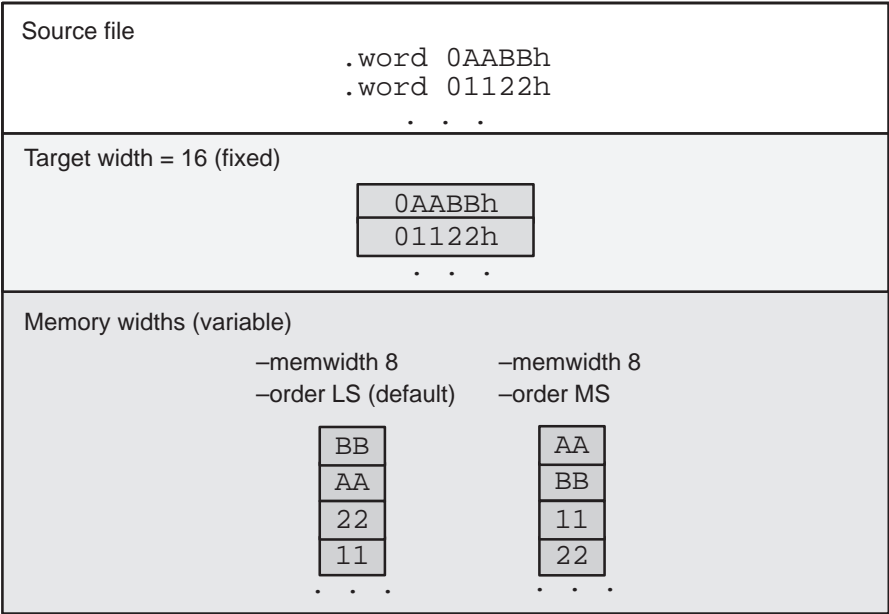 Source file
.word 0AABBh
.word 01122h
. . .
Target width = 16 (fixed)
0AABBh
01122h
. . .
Memory widths (variable)
–memwidth 8
–order LS (default)
BB
AA
22
11
. . .
–memwidth 8
–order MS
AA
BB
11
22
. . .